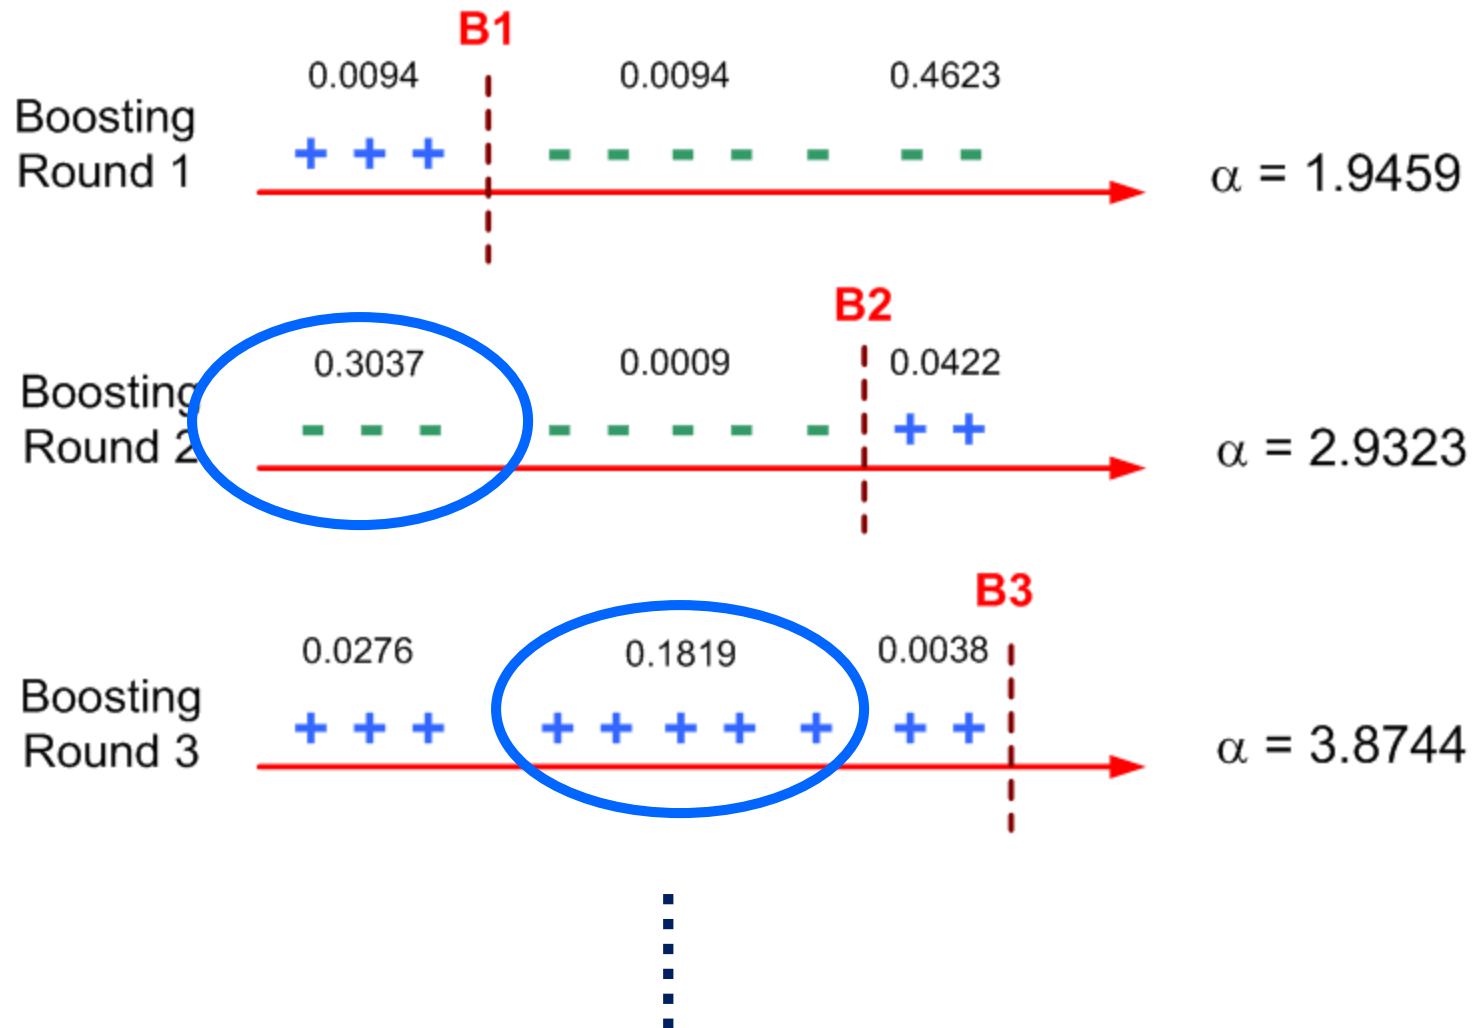 B1
0.0094 0.0094 0.4623
Boosting
Round 1
+ + + - - - - - - -
α = 1.9459
B2
0.3037 0.0009 0.0422
Boosting
Round 2
- - - - - - - - + +
α = 2.9323
B3
0.0276 0.1819 0.0038
Boosting
Round 3
+ + + + + + + + + +
α = 3.8744